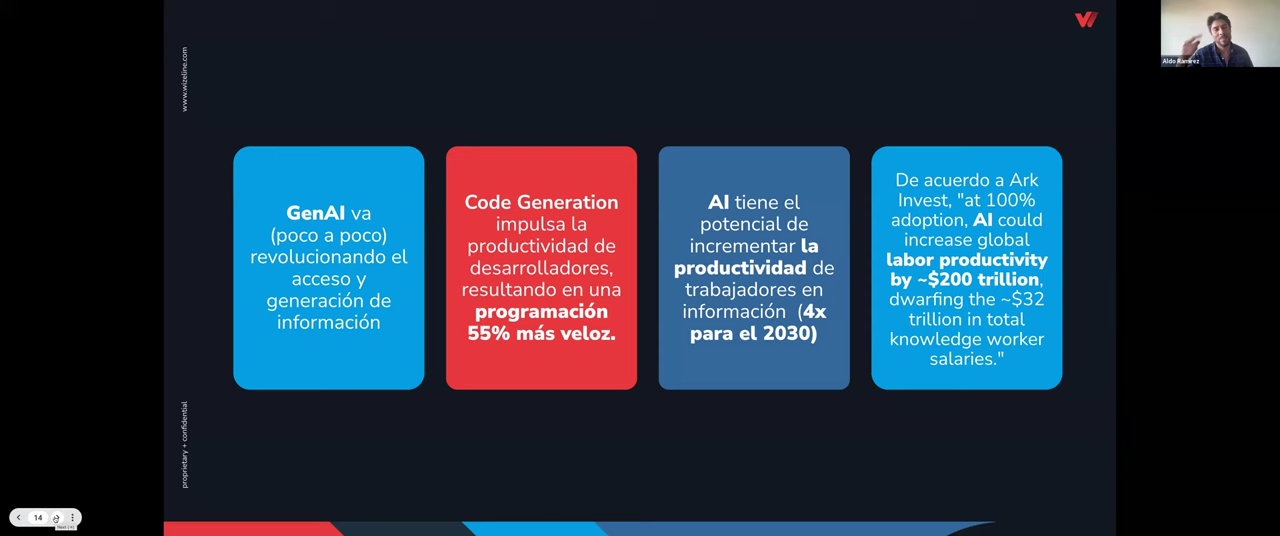 www.wizeline.com
Aldo Ramirez
GenAI va
(poco a poco)
revolucionando el
acceso y
generación de
información
Code Generation
impulsa la
productividad de
desarrolladores,
resultando en una
programación
55% más veloz.
AI tiene el
potencial de
incrementar la
productividad de
trabajadores en
información (4x
para el 2030)
De acuerdo a Ark
Invest, "at 100%
adoption, AI could
increase global
labor productivity
by ~$200 trillion,
dwarfing the ~$32
trillion in total
knowledge worker
salaries."
proprietary + confidential
14